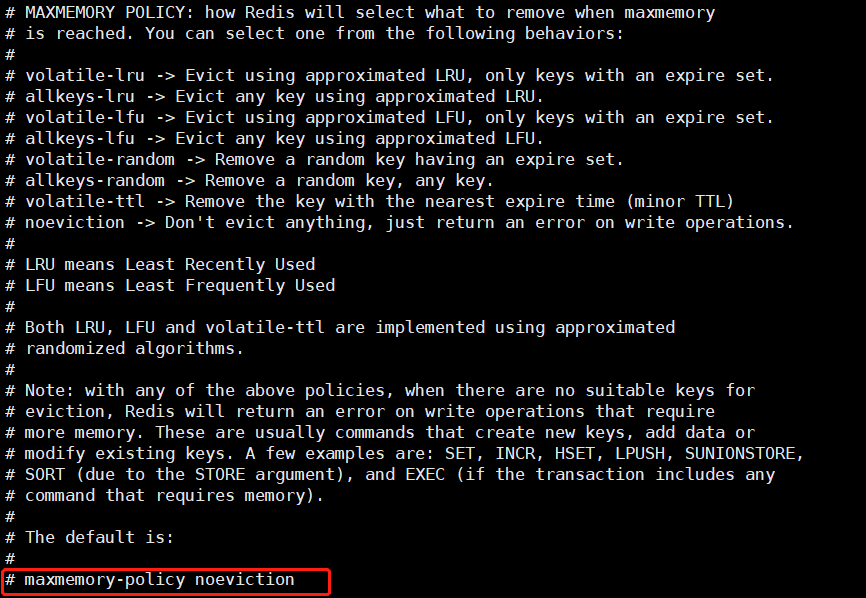 # MAXMEMORY POLICY: how Redis will select what to remove when maxmemory
# is reached. You can select one from the following behaviors:
#
# volatile-lru -> Evict using approximated LRU, only keys with an expire set.
# allkeys-lru -> Evict any key using approximated LRU.
# volatile-lfu -> Evict using approximated LFU, only keys with an expire set.
# allkeys-lfu -> Evict any key using approximated LFU.
# volatile-random -> Remove a random key having an expire set.
# allkeys-random -> Remove a random key, any key.
# volatile-ttl -> Remove the key with the nearest expire time (minor TTL)
# noeviction -> Don't evict anything, just return an error on write operations.
#
# LRU means Least Recently Used
# LFU means Least Frequently Used
#
# Both LRU, LFU and volatile-ttl are implemented using approximated
# randomized algorithms.
#
# Note: with any of the above policies, when there are no suitable keys for
# eviction, Redis will return an error on write operations that require
# more memory. These are usually commands that create new keys, add data or
# modify existing keys. A few examples are: SET, INCR, HSET, LPUSH, SUNIONSTORE,
# SORT (due to the STORE argument), and EXEC (if the transaction includes any
# command that requires memory).
#
# The default is:
#
# maxmemory-policy noeviction